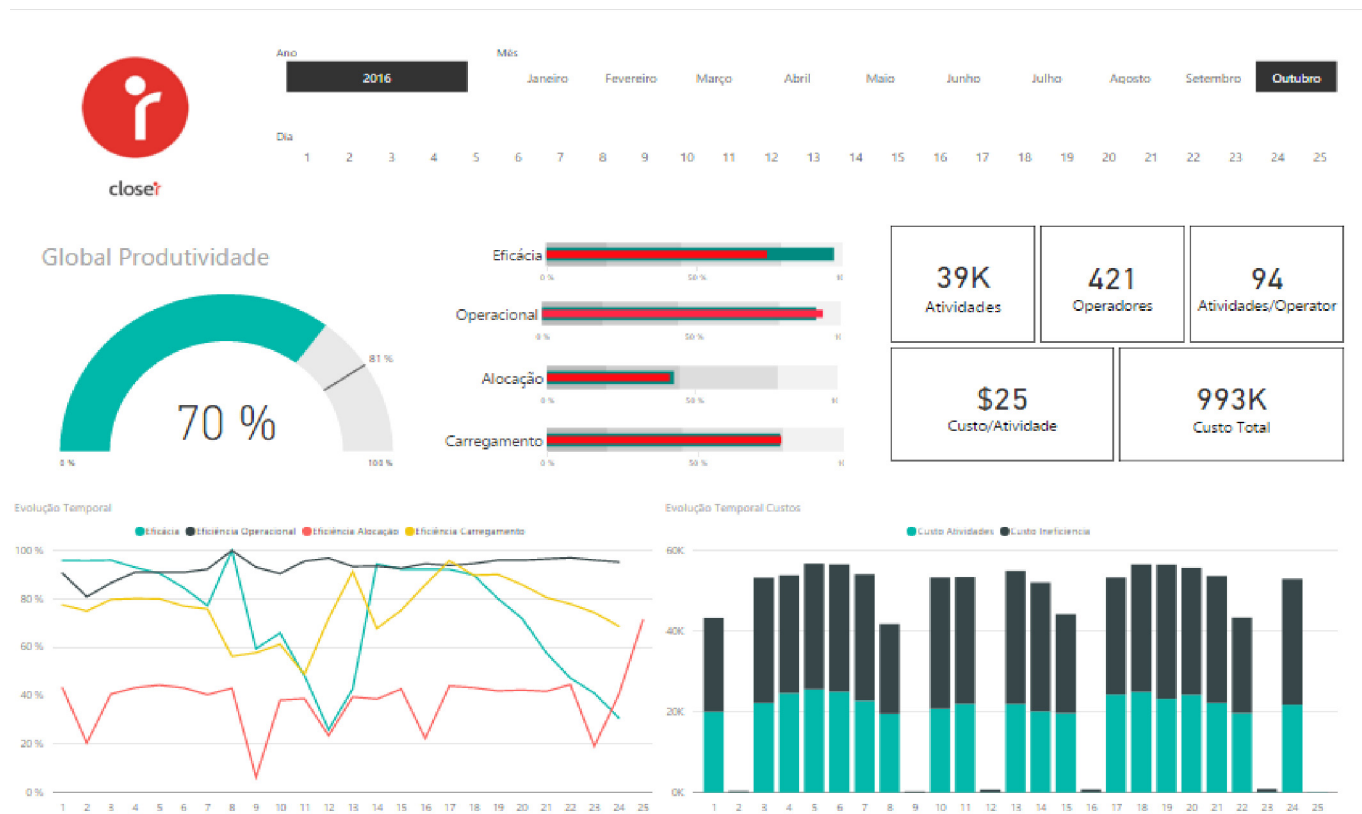 Ano
Mês
2016
Janeiro Fevereiro Março Abril Maio Junho Julho Agosto Setembro Outubro
Dia
1 2 3 4 5 6 7 8 9 10 11 12 13 14 15 16 17 18 19 20 21 22 23 24 25
closer
Global Produtividade
81 %
70 %
0 % 100 %
Eficácia
0 % 50 %
Operacional
0 % 50 %
Alocação
0 % 50 %
Carregamento
0 % 50 %
39K
Atividades
421
Operadores
94
Atividades/Operator
$25
Custo/Atividade
993K
Custo Total
Evolução Temporal
Eficácia Eficiência Operacional Eficiência Alocação Eficiência Carregamento
100 %
80 %
60 %
40 %
20 %
0 %
1 2 3 4 5 6 7 8 9 10 11 12 13 14 15 16 17 18 19 20 21 22 23 24 25
Evolução Temporal Custos
Custo Atividades Custo Ineficiencia
60K
40K
20K
0K
1 2 3 4 5 6 7 8 9 10 11 12 13 14 15 16 17 18 19 20 21 22 23 24 25